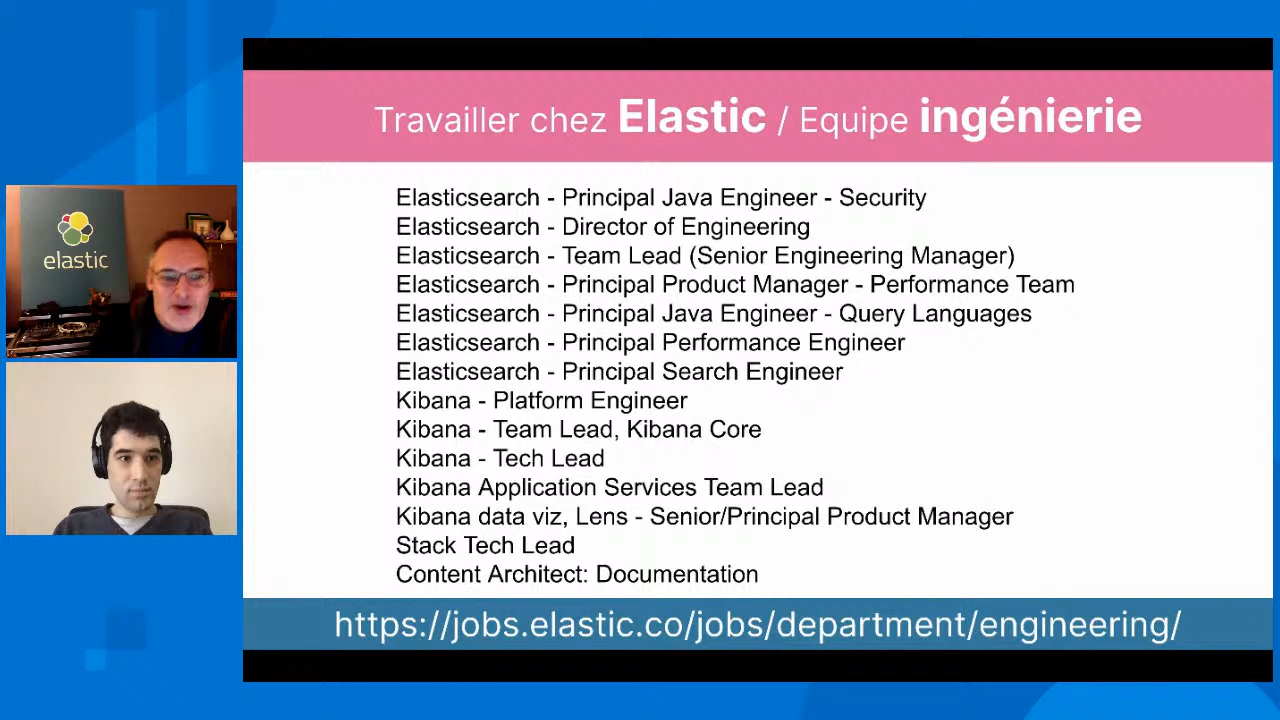 Travailler chez Elastic / Equipe ingénierie
Elasticsearch - Principal Java Engineer - Security
Elasticsearch - Director of Engineering
Elasticsearch - Team Lead (Senior Engineering Manager)
Elasticsearch - Principal Product Manager - Performance Team
Elasticsearch - Principal Java Engineer - Query Languages
Elasticsearch - Principal Performance Engineer
Elasticsearch - Principal Search Engineer
Kibana - Platform Engineer
Kibana - Team Lead, Kibana Core
Kibana - Tech Lead
Kibana Application Services Team Lead
Kibana data viz, Lens - Senior/Principal Product Manager
Stack Tech Lead
Content Architect: Documentation
https://jobs.elastic.co/jobs/department/engineering/
elastic